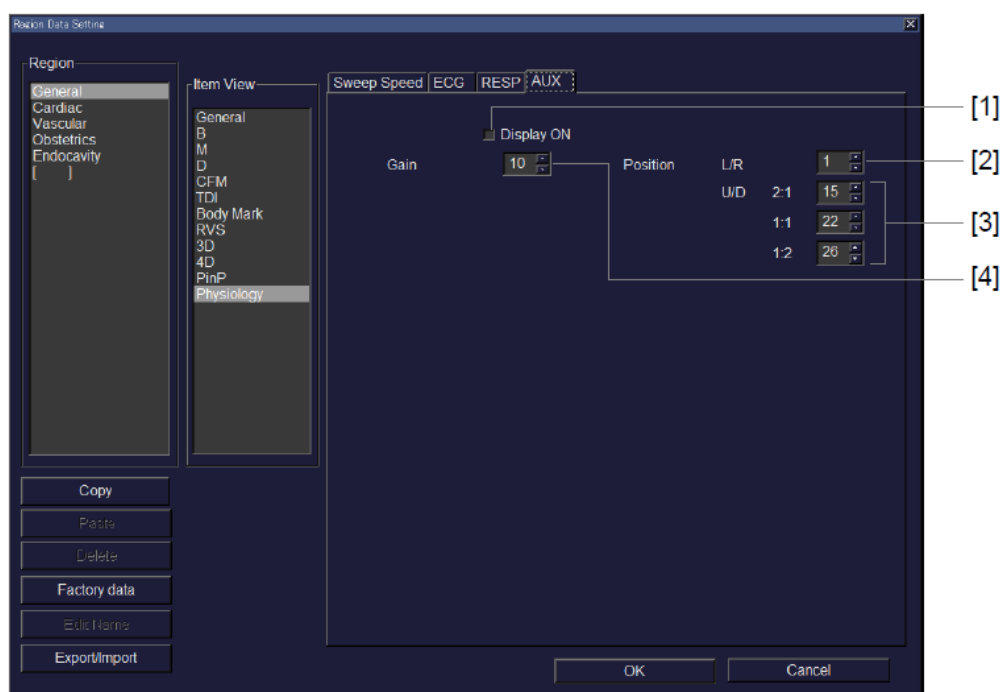 Region Data Setting
Region
General
Cardiac
Vascular
Obstetrics
Endocavity
[ ]
Item View
General
B
M
D
CFM
TDI
Body Mark
RVS
3D
4D
PinP
Physiology
Sweep Speed ECG RESP AUX
Display ON [1]
Gain 10 Position L/R 1 [2]
U/D 2:1 15
1:1 22 [3]
1:2 26
[4]
Copy
Paste
Delete
Factory data
Edit Name
Export/Import
OK Cancel